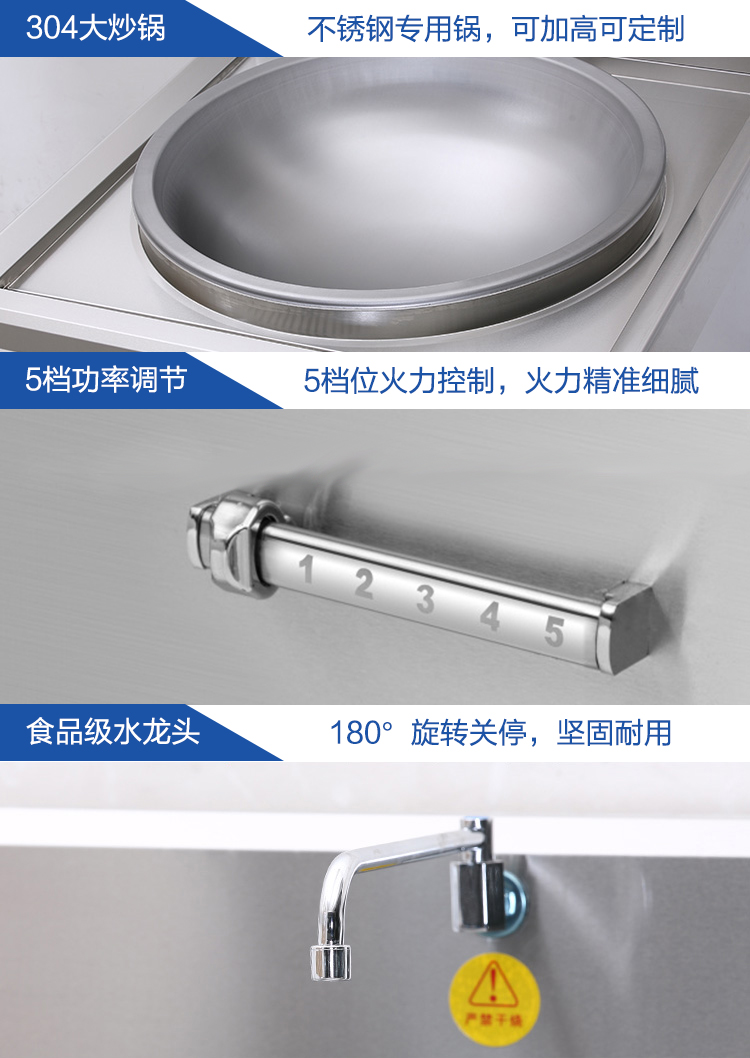 304大炒锅
不锈钢专用锅，可加高可定制
5档功率调节
5档位火力控制，火力精准细腻
1 2 3 4 5
食品级水龙头
180° 旋转关停，坚固耐用
严禁干烧